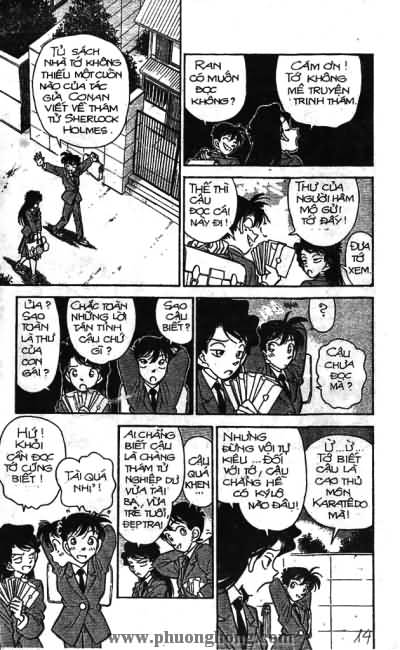 TỦ SÁCH
NHÀ TỚ KHÔNG
THIẾU MỘT CUỐN
NÀO CỦA TÁC
GIẢ CONAN
VIẾT VỀ THÁM
TỬ SHERLOCK
HOLMES.
RAN
CÓ MUỐN
ĐỌC
KHÔNG?
CÁM ƠN!
TỚ KHÔNG
MÊ TRUYỆN
TRINH THÁM.
THẾ THÌ
CẬU
ĐỌC CÁI
NÀY ĐI!
THƯ CỦA
NGƯỜI HÂM
MỘ GỬI
TỚ ĐẤY!
ĐƯA
TỚ
XEM.
ỦA?
SAO
TOÀN
LÀ THƯ
CỦA
CON
GÁI?
CHẮC TOÀN
NHỮNG LỜI
TÁN TỈNH
CẬU CHỨ
GÌ?
SAO
CẬU
BIẾT?
?
CẬU
CHƯA
ĐỌC
MÀ?
HỨ!
KHỎI
CẦN ĐỌC
TỚ CŨNG
BIẾT!
TÀI QUÁ
NHỈ!
AI CHẲNG
BIẾT CẬU
LÀ CHÀNG
THÁM TỬ
NGHIỆP DƯ
VỪA TÀI
BA, VỪA
TRẺ TUỔI,
ĐẸP TRAI!
CẬU
QUÁ
KHEN
...
NHƯNG
ĐỪNG VỘI TỰ
KIÊU... ĐỐI
VỚI TỚ, CẬU
CHẲNG HỀ
CÓ KÝ LÔ
NÀO ĐÂU!
Ừ... Ừ...
TỚ BIẾT
CẬU LÀ
CAO THỦ
MÔN
KARATÊĐÔ
MÀ!
14
www.phuonghong.com